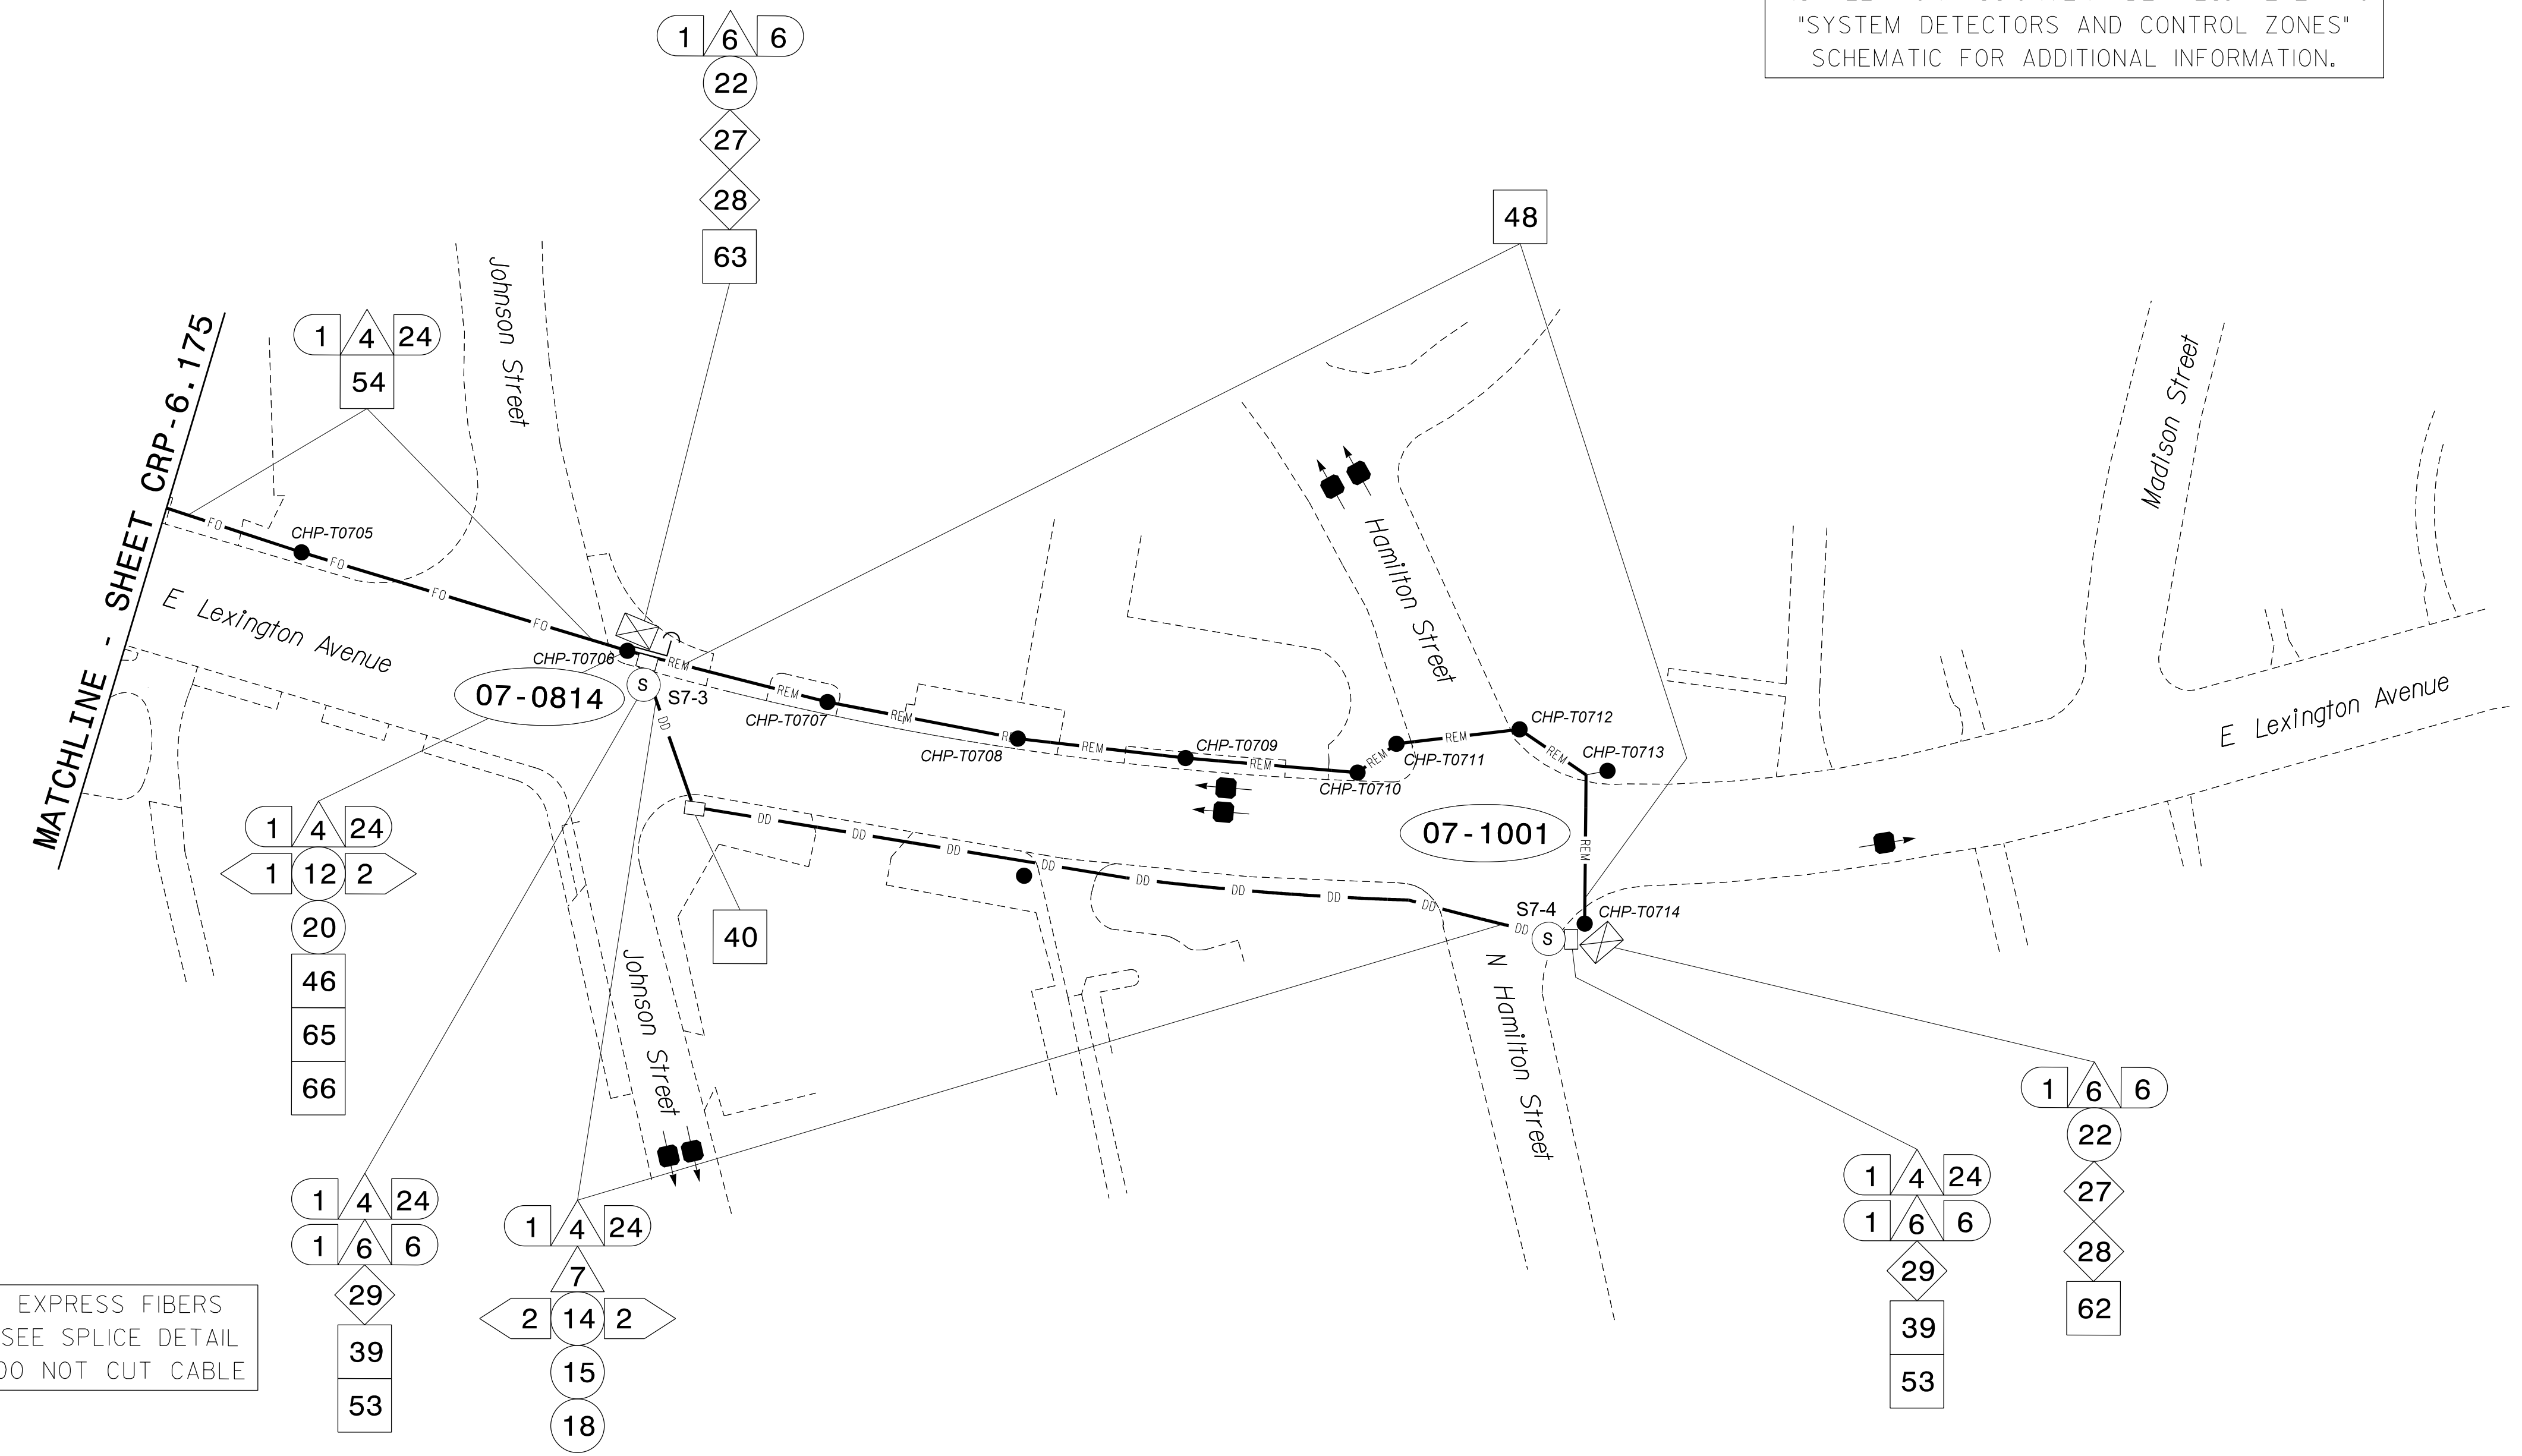 "SYSTEM DETECTORS AND CONTROL ZONES"
SCHEMATIC FOR ADDITIONAL INFORMATION.
1 6 6
22
27
28
63
48
1 4 24
54
MATCHLINE - SHEET CRP-6.175
Johnson Street
Hamilton Street
Madison Street
FO
CHP-T0705
FO
FO
FO
E Lexington Avenue
CHP-T0706
REM
07-0814
S
S7-3
DD
REM
CHP-T0707
REM
CHP-T0708
REM
CHP-T0709
REM
CHP-T0710
REM
CHP-T0711
REM
CHP-T0712
REM
CHP-T0713
E Lexington Avenue
07-1001
REM
DD
DD
DD
DD
DD
DD
DD
DD
DD
S7-4
S
CHP-T0714
1 4 24
1 12 2
20
46
65
66
40
Johnson Street
N Hamilton Street
1 4 24
1 6 6
29
39
53
1 4 24
7
2 14 2
15
18
1 4 24
1 6 6
29
39
53
1 6 6
22
27
28
62
EXPRESS FIBERS
SEE SPLICE DETAIL
DO NOT CUT CABLE